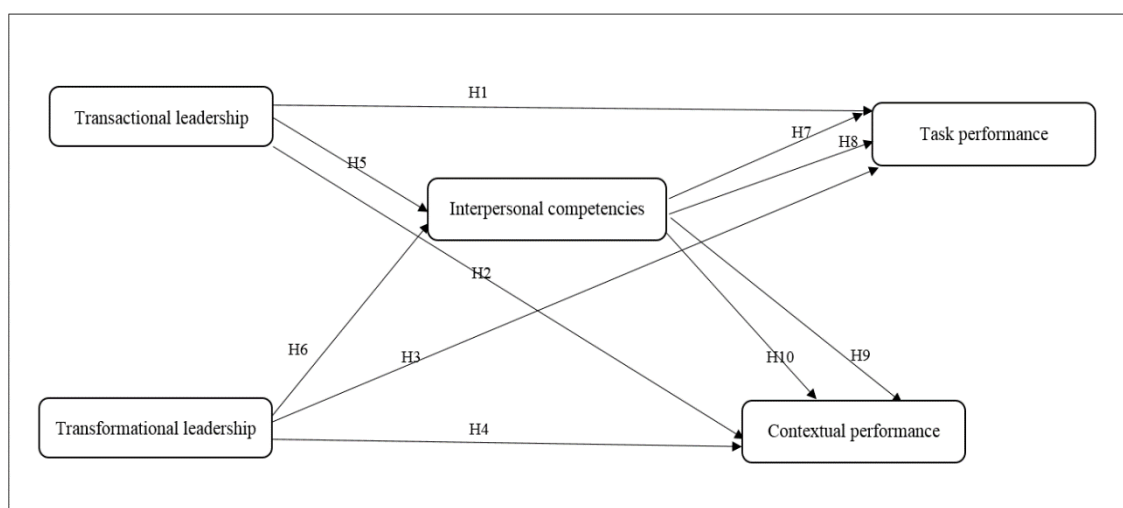 H1
Transactional leadership
Task performance
H7
H8
H5
Interpersonal competencies
H2
H6
H3
H10
H9
Transformational leadership
H4
Contextual performance